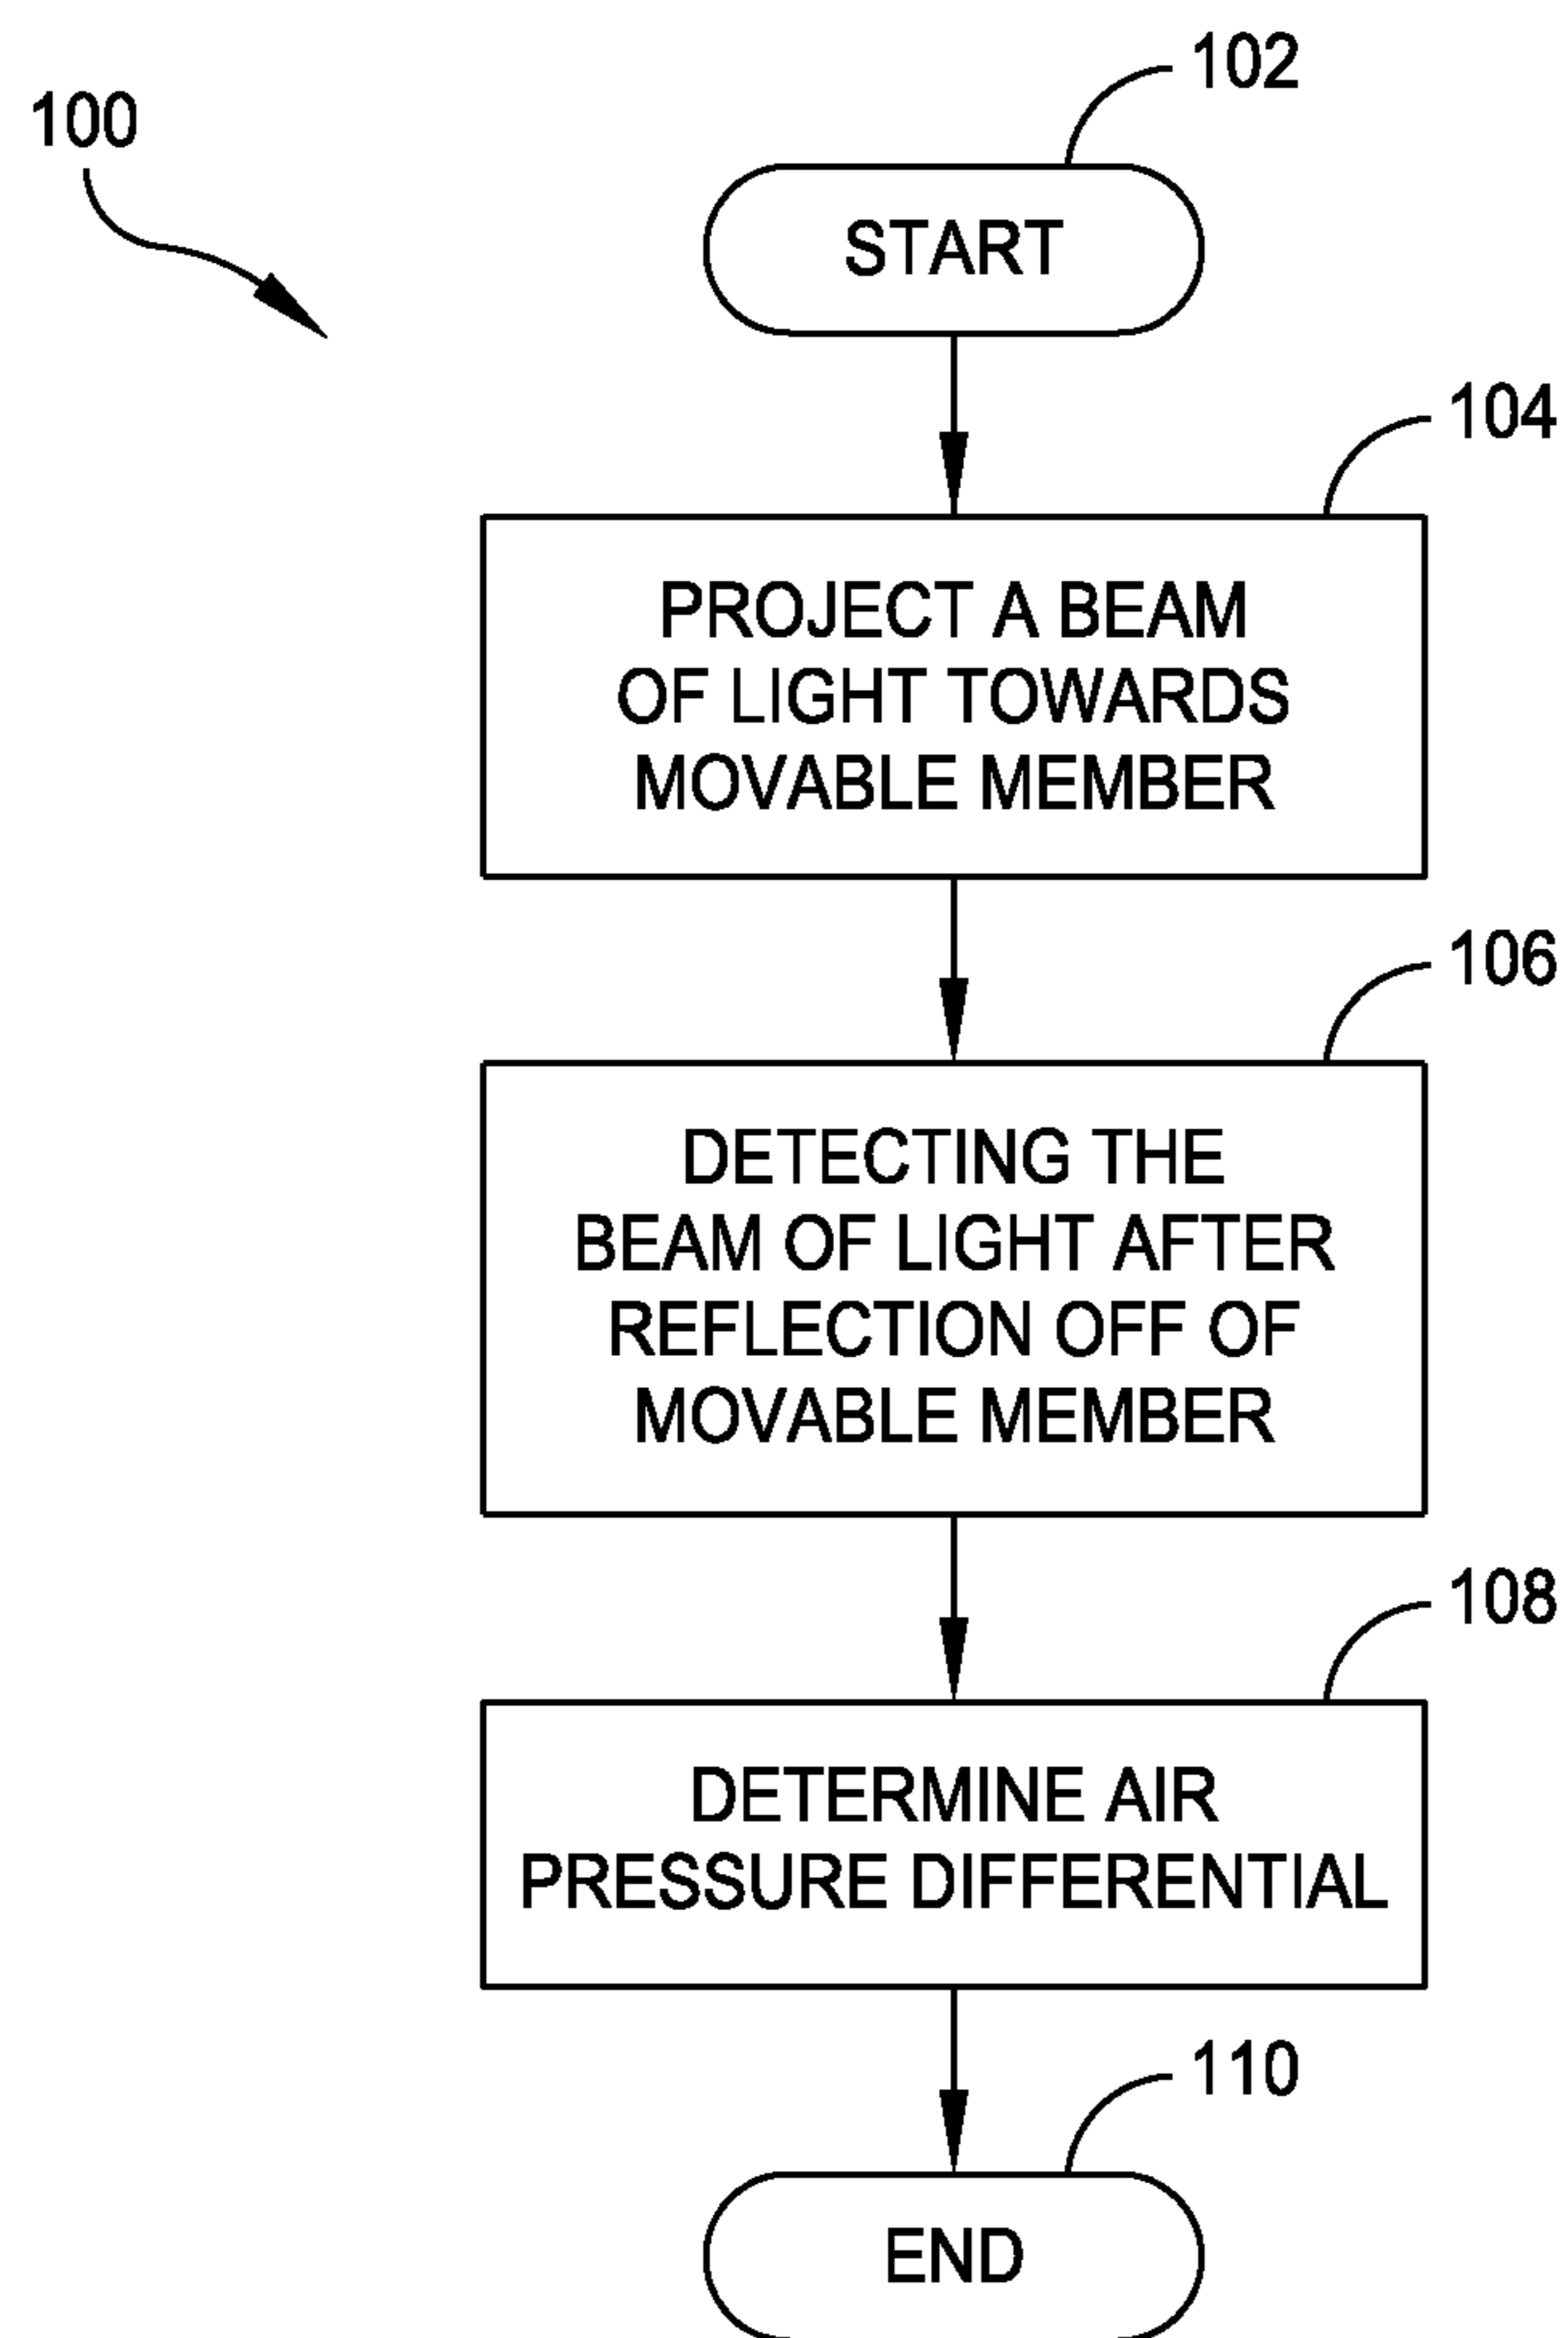 102
100
START
104
PROJECT A BEAM
OF LIGHT TOWARDS
MOVABLE MEMBER
106
DETECTING THE
BEAM OF LIGHT AFTER
REFLECTION OFF OF
MOVABLE MEMBER
108
DETERMINE AIR
PRESSURE DIFFERENTIAL
110
END